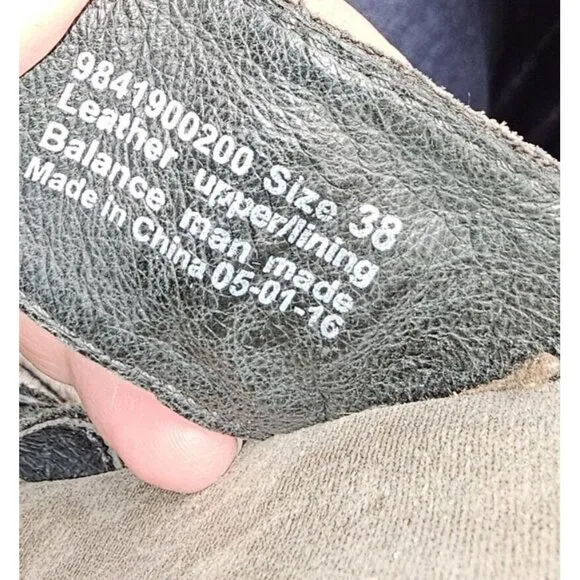 9841900200 Size 38
Leather upper/lining
Balance man made
Made in China 05-01-16